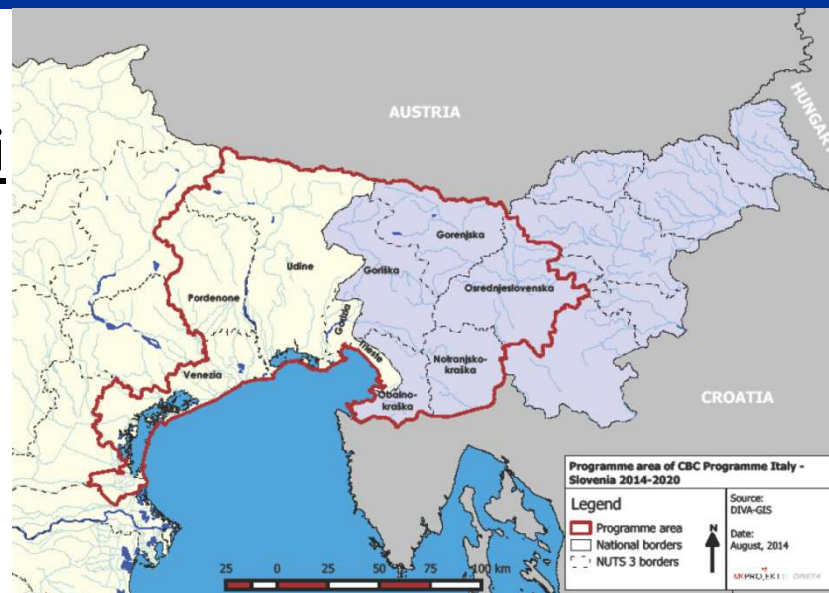 i
AUSTRIA
HUNGARY
Gorenjska
Udine
Goriška
Osrednjeslovenska
Pordenone
Gorizia
Trieste
Notranjsko-
kraška
Venezia
Obalno-
kraška
CROATIA
Programme area of CBC Programme Italy -
Slovenia 2014-2020
Legend
Programme area
National borders
NUTS 3 borders
N
Source:
DIVA-GIS
Date:
August, 2014
MKPROJEKT
25 0 25 50 75 100 km